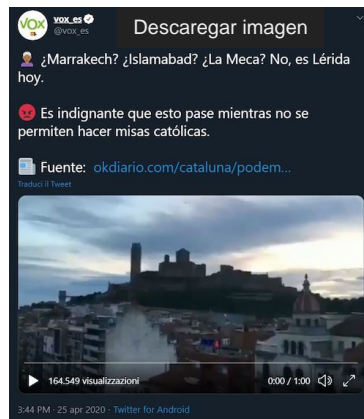 VOX
vox_es
@vox_es
Descaregar imagen
¿Marrakech? ¿Islamabad? ¿La Meca? No, es Lérida
hoy.
Es indignante que esto pase mientras no se
permiten hacer misas católicas.
Fuente: okdiario.com/cataluna/podem...
Traduci il Tweet
164.549 visualizzazioni
0:00 / 1:00
3:44 PM · 25 apr 2020 · Twitter for Android